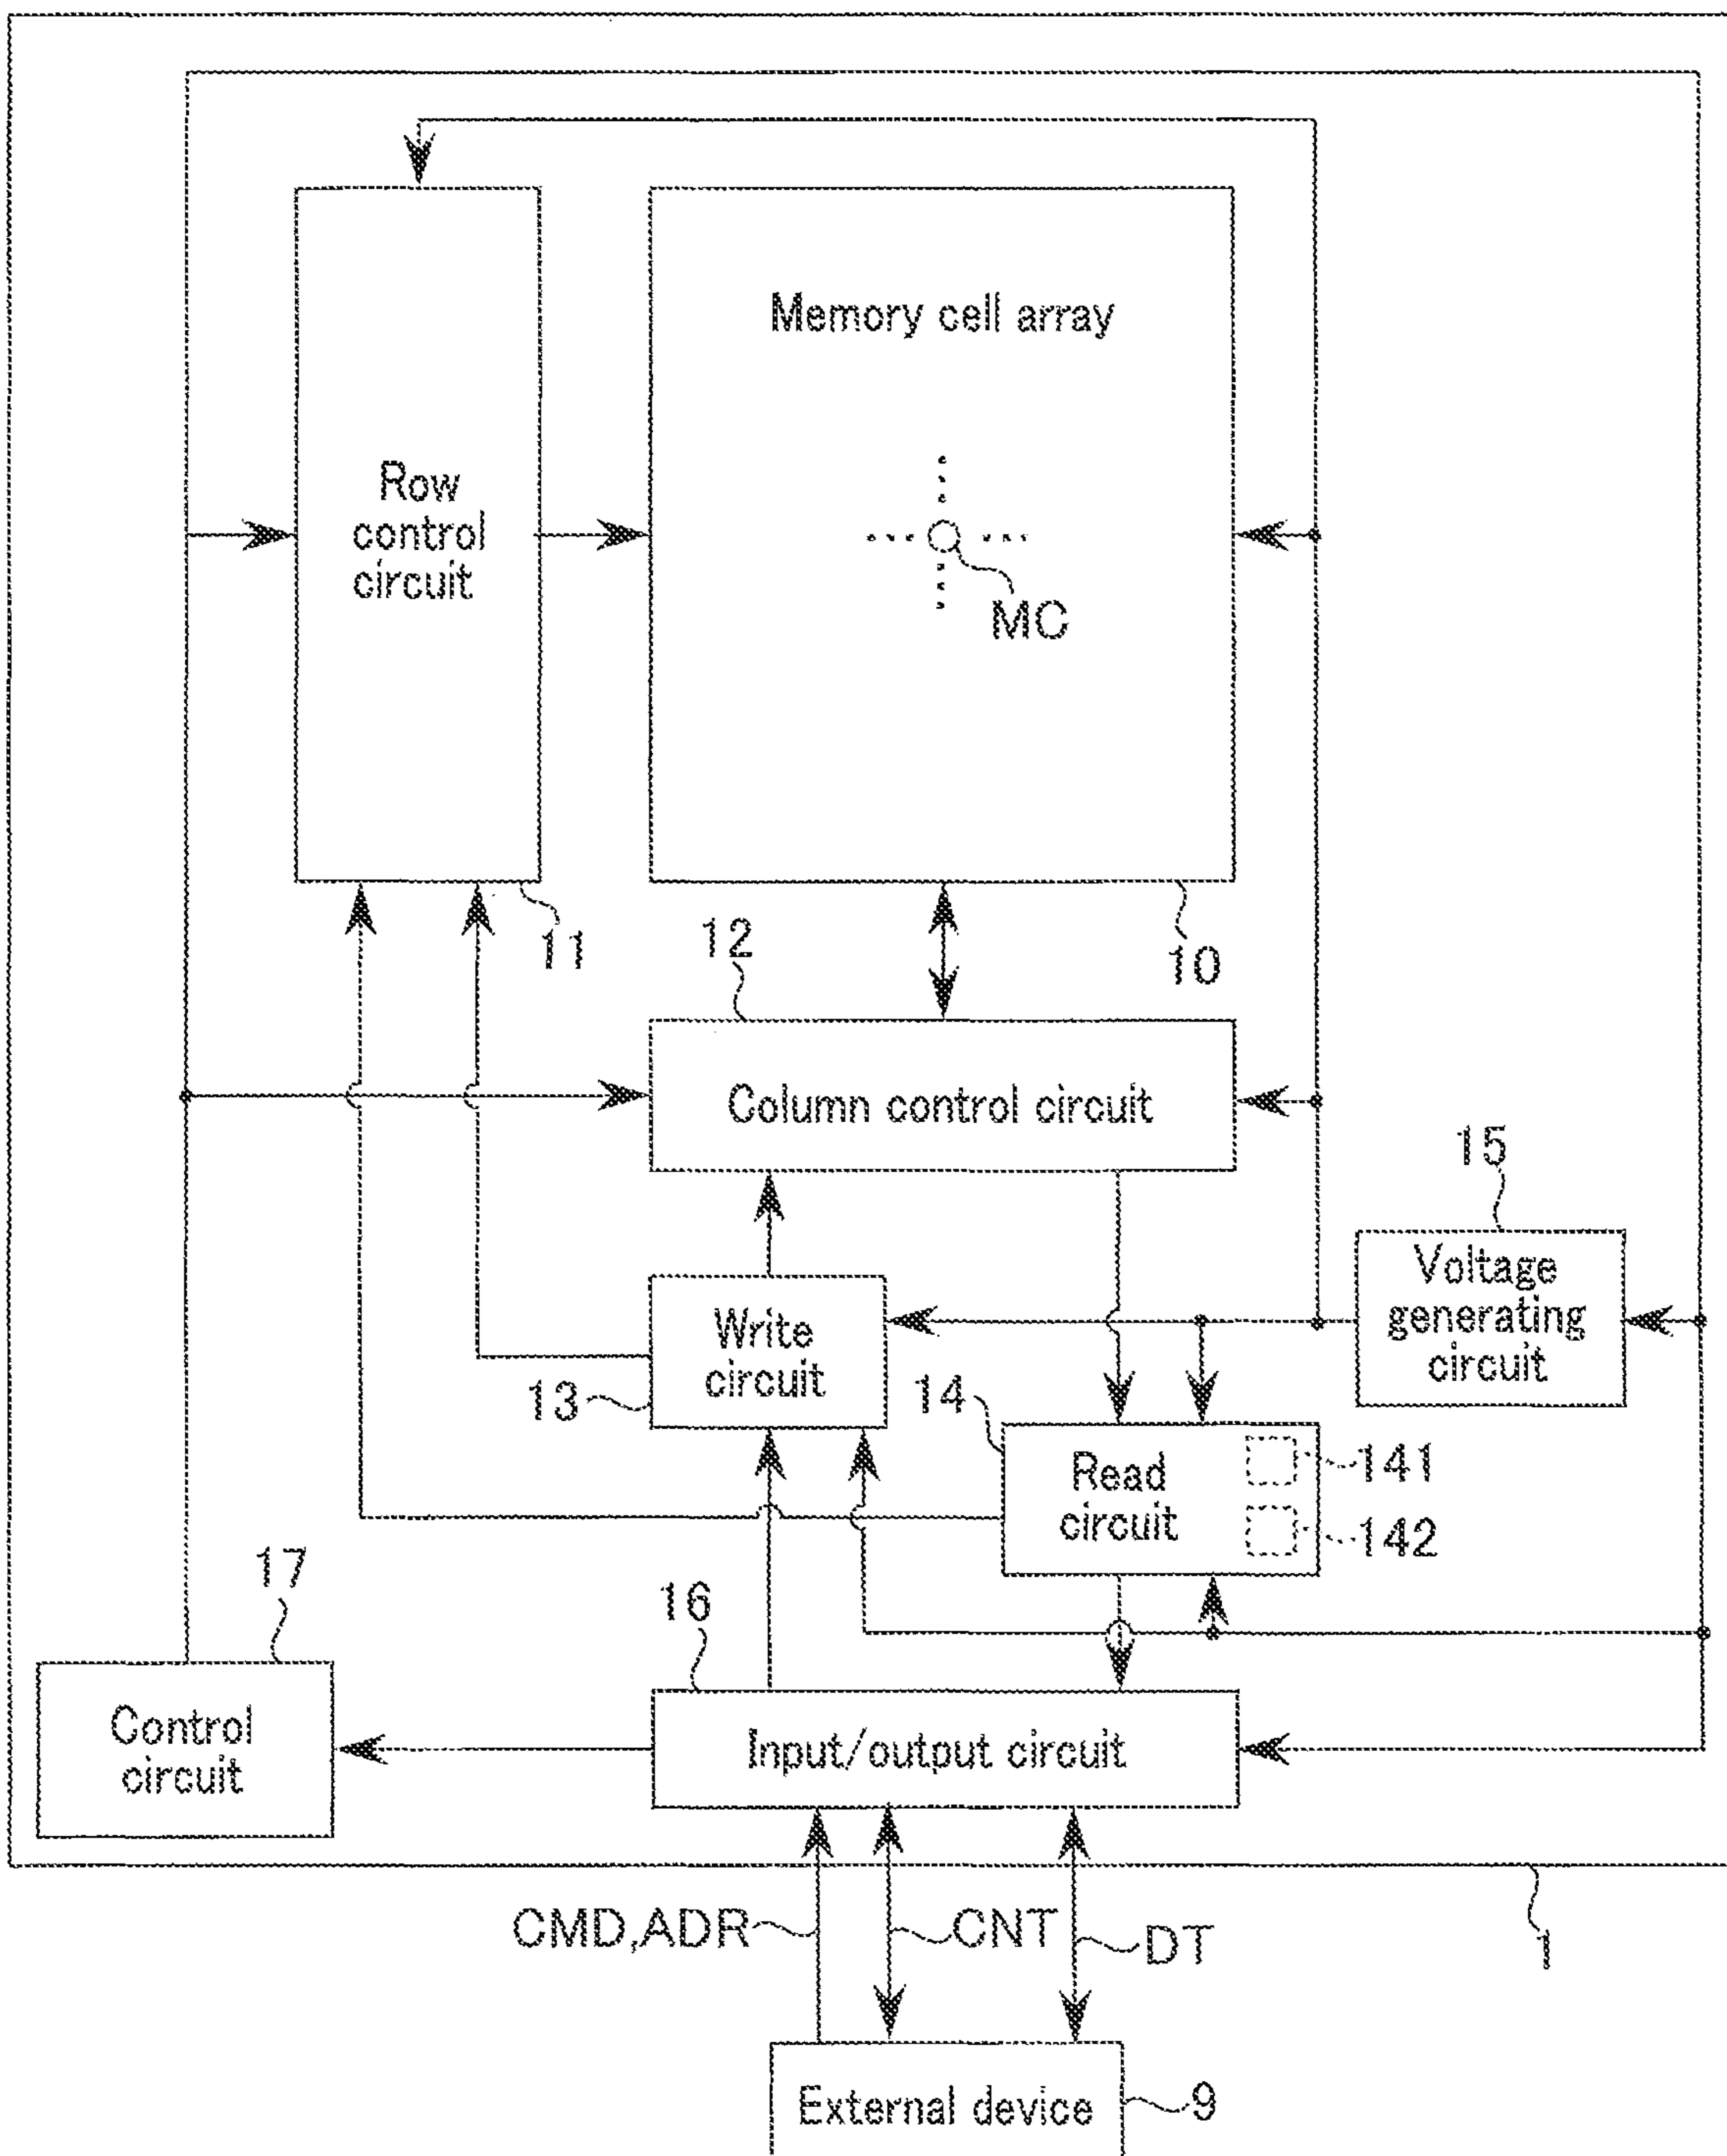 Memory cell array
Row
control
circuit
MC
11
12
10
Column control circuit
15
Voltage
generating
circuit
Write
circuit
13
14
141
Read
circuit
142
17
16
Control
circuit
Input/output circuit
CMD,ADR
CNT
DT
1
External device
9